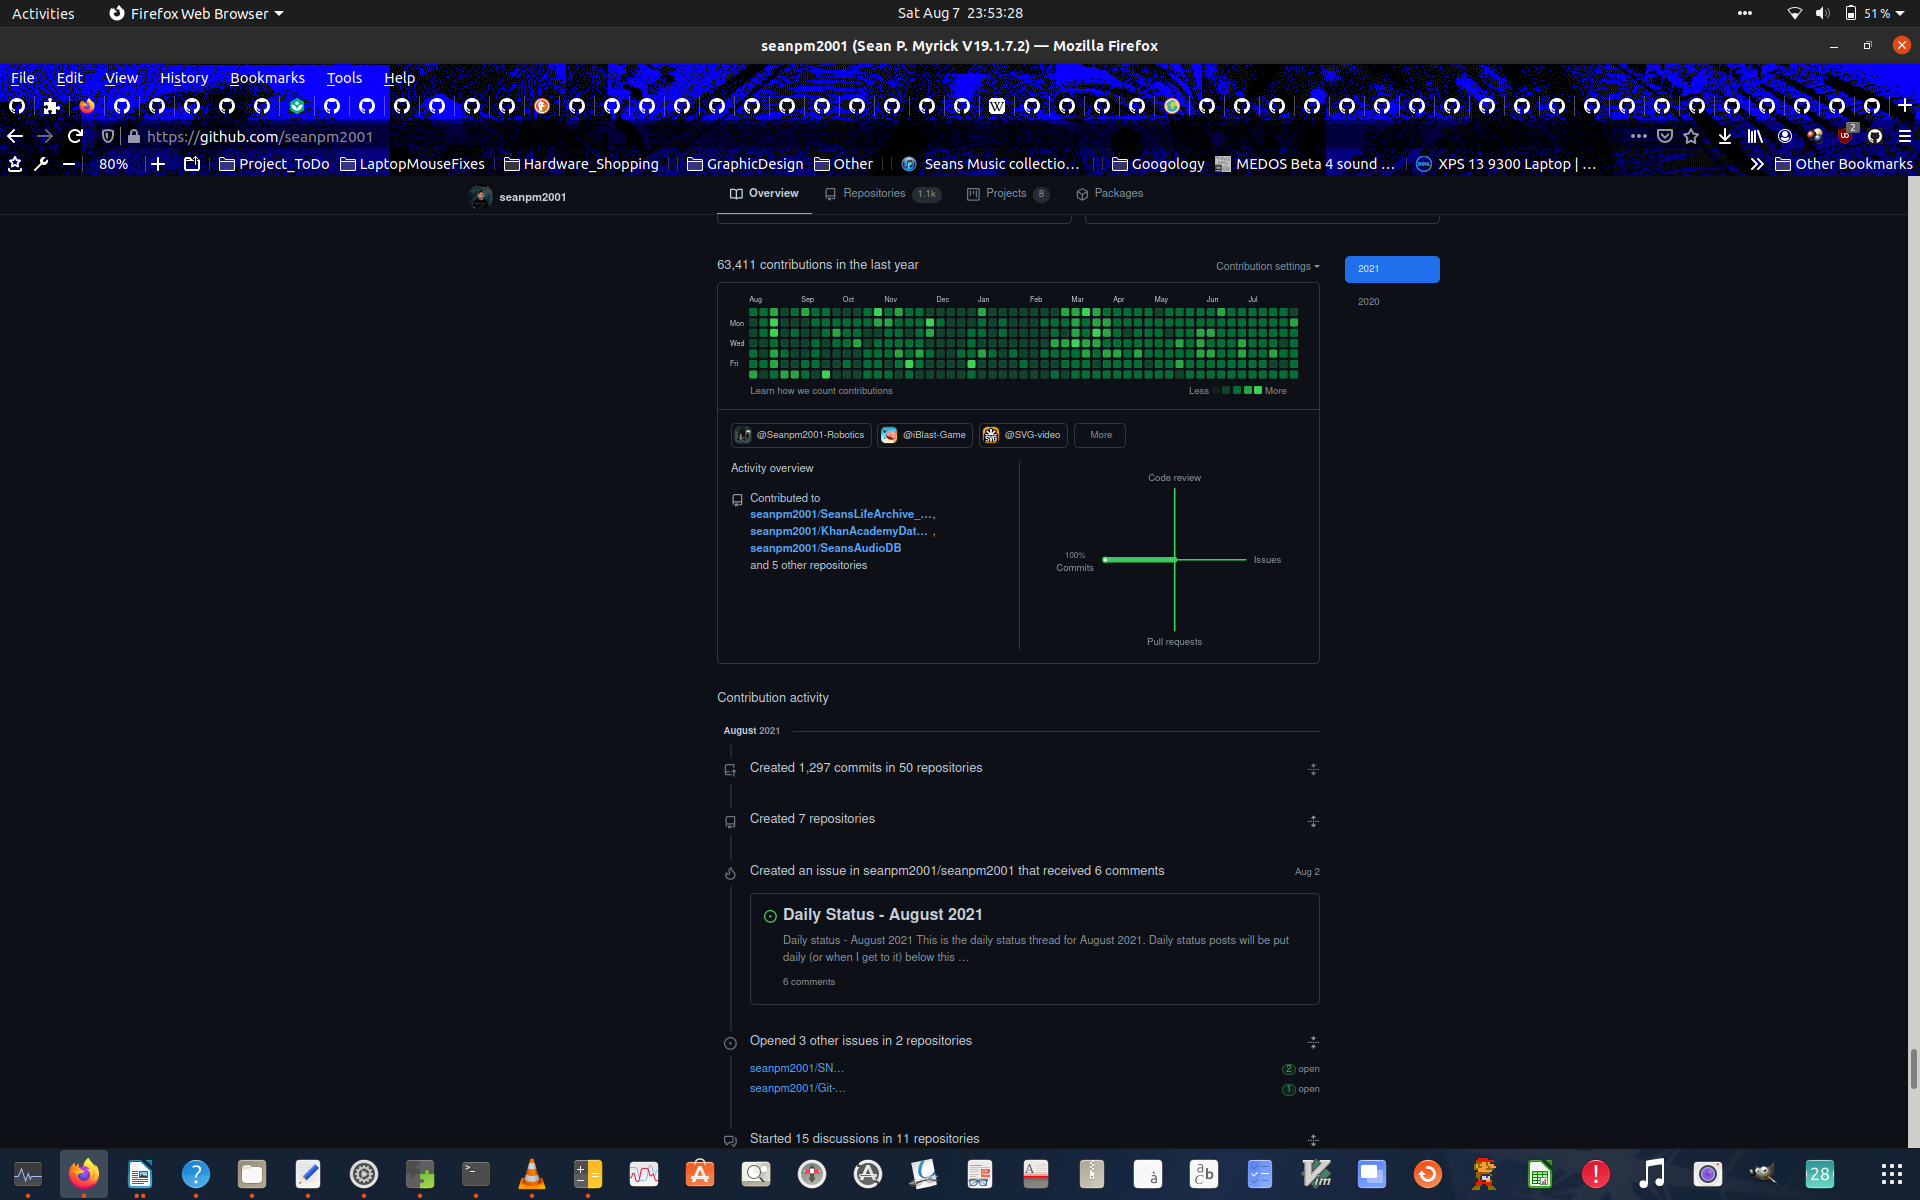 Activities Firefox Web Browser Sat Aug 7 23:53:28 51 %
seanpm2001 (Sean P. Myrick V19.1.7.2) — Mozilla Firefox
File Edit View History Bookmarks Tools Help
https://github.com/seanpm2001 2
80% Project_ToDo LaptopMouseFixes Hardware_Shopping GraphicDesign Other Seans Music collectio… Googology MEDOS Beta 4 sound … XPS 13 9300 Laptop | … Other Bookmarks
seanpm2001 Overview Repositories 1.1k Projects 8 Packages
63,411 contributions in the last year Contribution settings 2021
2020
Aug Sep Oct Nov Dec Jan Feb Mar Apr May Jun Jul
Mon
Wed
Fri
Learn how we count contributions Less More
@Seanpm2001-Robotics @iBlast-Game @SVG-video More
Activity overview
Contributed to
seanpm2001/SeansLifeArchive_…,
seanpm2001/KhanAcademyDat… ,
seanpm2001/SeansAudioDB
and 5 other repositories
Code review
100%
Commits
Issues
Pull requests
Contribution activity
August 2021
Created 1,297 commits in 50 repositories
Created 7 repositories
Created an issue in seanpm2001/seanpm2001 that received 6 comments Aug 2
Daily Status - August 2021
Daily status - August 2021 This is the daily status thread for August 2021. Daily status posts will be put
daily (or when I get to it) below this …
6 comments
Opened 3 other issues in 2 repositories
seanpm2001/SN… 2 open
seanpm2001/Git-… 1 open
Started 15 discussions in 11 repositories
28